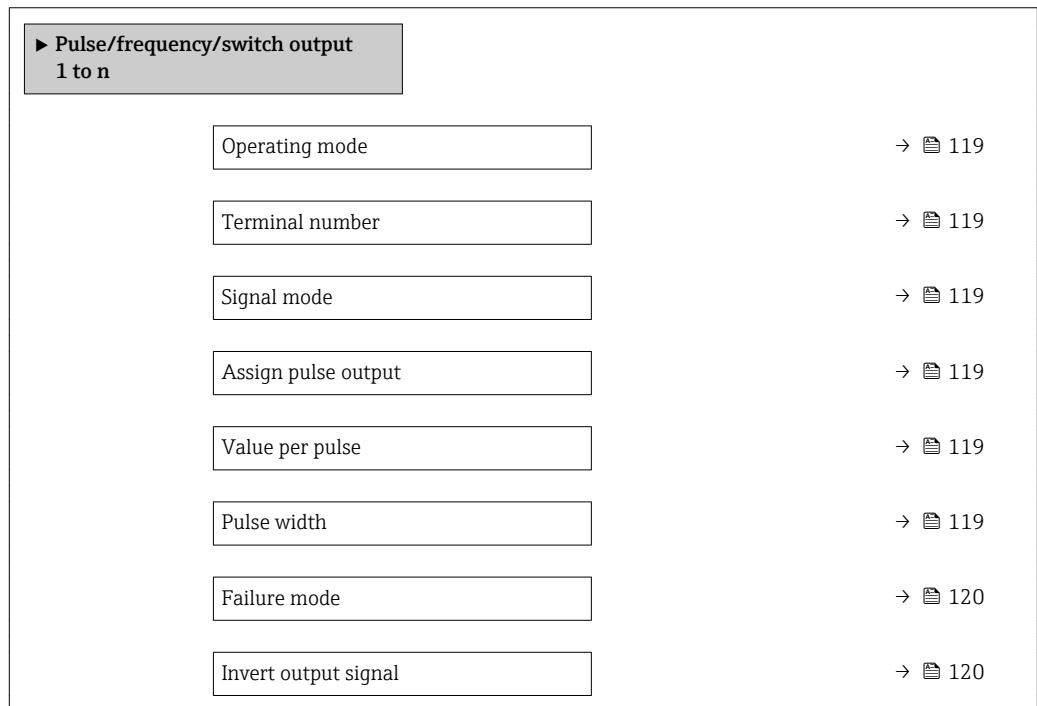 ▶ Pulse/frequency/switch output
1 to n
Operating mode → 119
Terminal number → 119
Signal mode → 119
Assign pulse output → 119
Value per pulse → 119
Pulse width → 119
Failure mode → 120
Invert output signal → 120